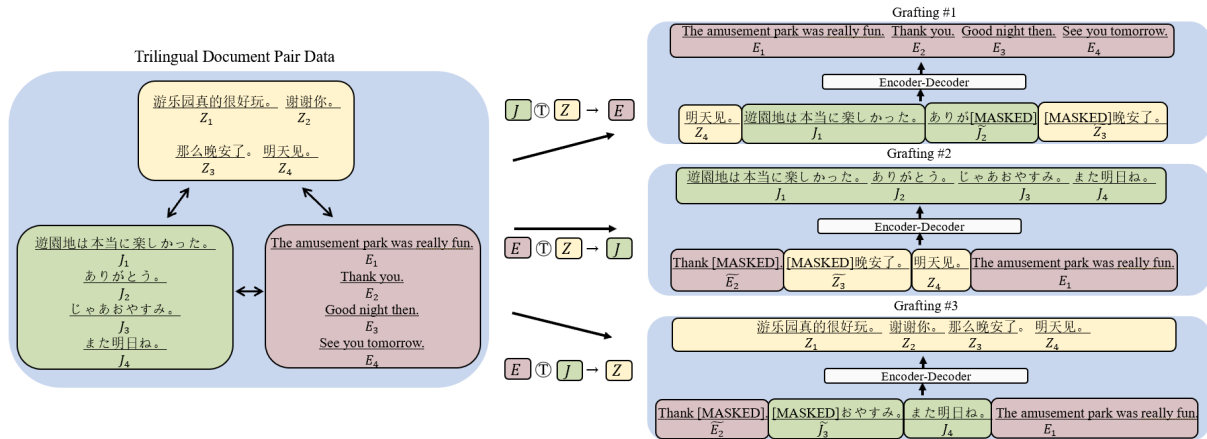 Trilingual Document Pair Data
游乐园真的很好玩。 谢谢你。
Z1 Z2
那么晚安了。 明天见。
Z3 Z4
遊園地は本当に楽しかった。
J1
ありがとう。
J2
じゃあおやすみ。
J3
また明日ね。
J4
The amusement park was really fun.
E1
Thank you.
E2
Good night then.
E3
See you tomorrow.
E4
J Ⓣ Z → E
E Ⓣ Z → J
E Ⓣ J → Z
Grafting #1
The amusement park was really fun. Thank you. Good night then. See you tomorrow.
E1 E2 E3 E4
Encoder-Decoder
明天见。 遊園地は本当に楽しかった。 ありが[MASKED] [MASKED]晚安了。
Z4 J1 J̃2 Z̃3
Grafting #2
遊園地は本当に楽しかった。 ありがとう。 じゃあおやすみ。 また明日ね。
J1 J2 J3 J4
Encoder-Decoder
Thank [MASKED]. [MASKED]晚安了。 明天见。 The amusement park was really fun.
Ẽ2 Z̃3 Z4 E1
Grafting #3
游乐园真的很好玩。 谢谢你。 那么晚安了。 明天见。
Z1 Z2 Z3 Z4
Encoder-Decoder
Thank [MASKED]. [MASKED]おやすみ。 また明日ね。 The amusement park was really fun.
Ẽ2 J̃3 J4 E1